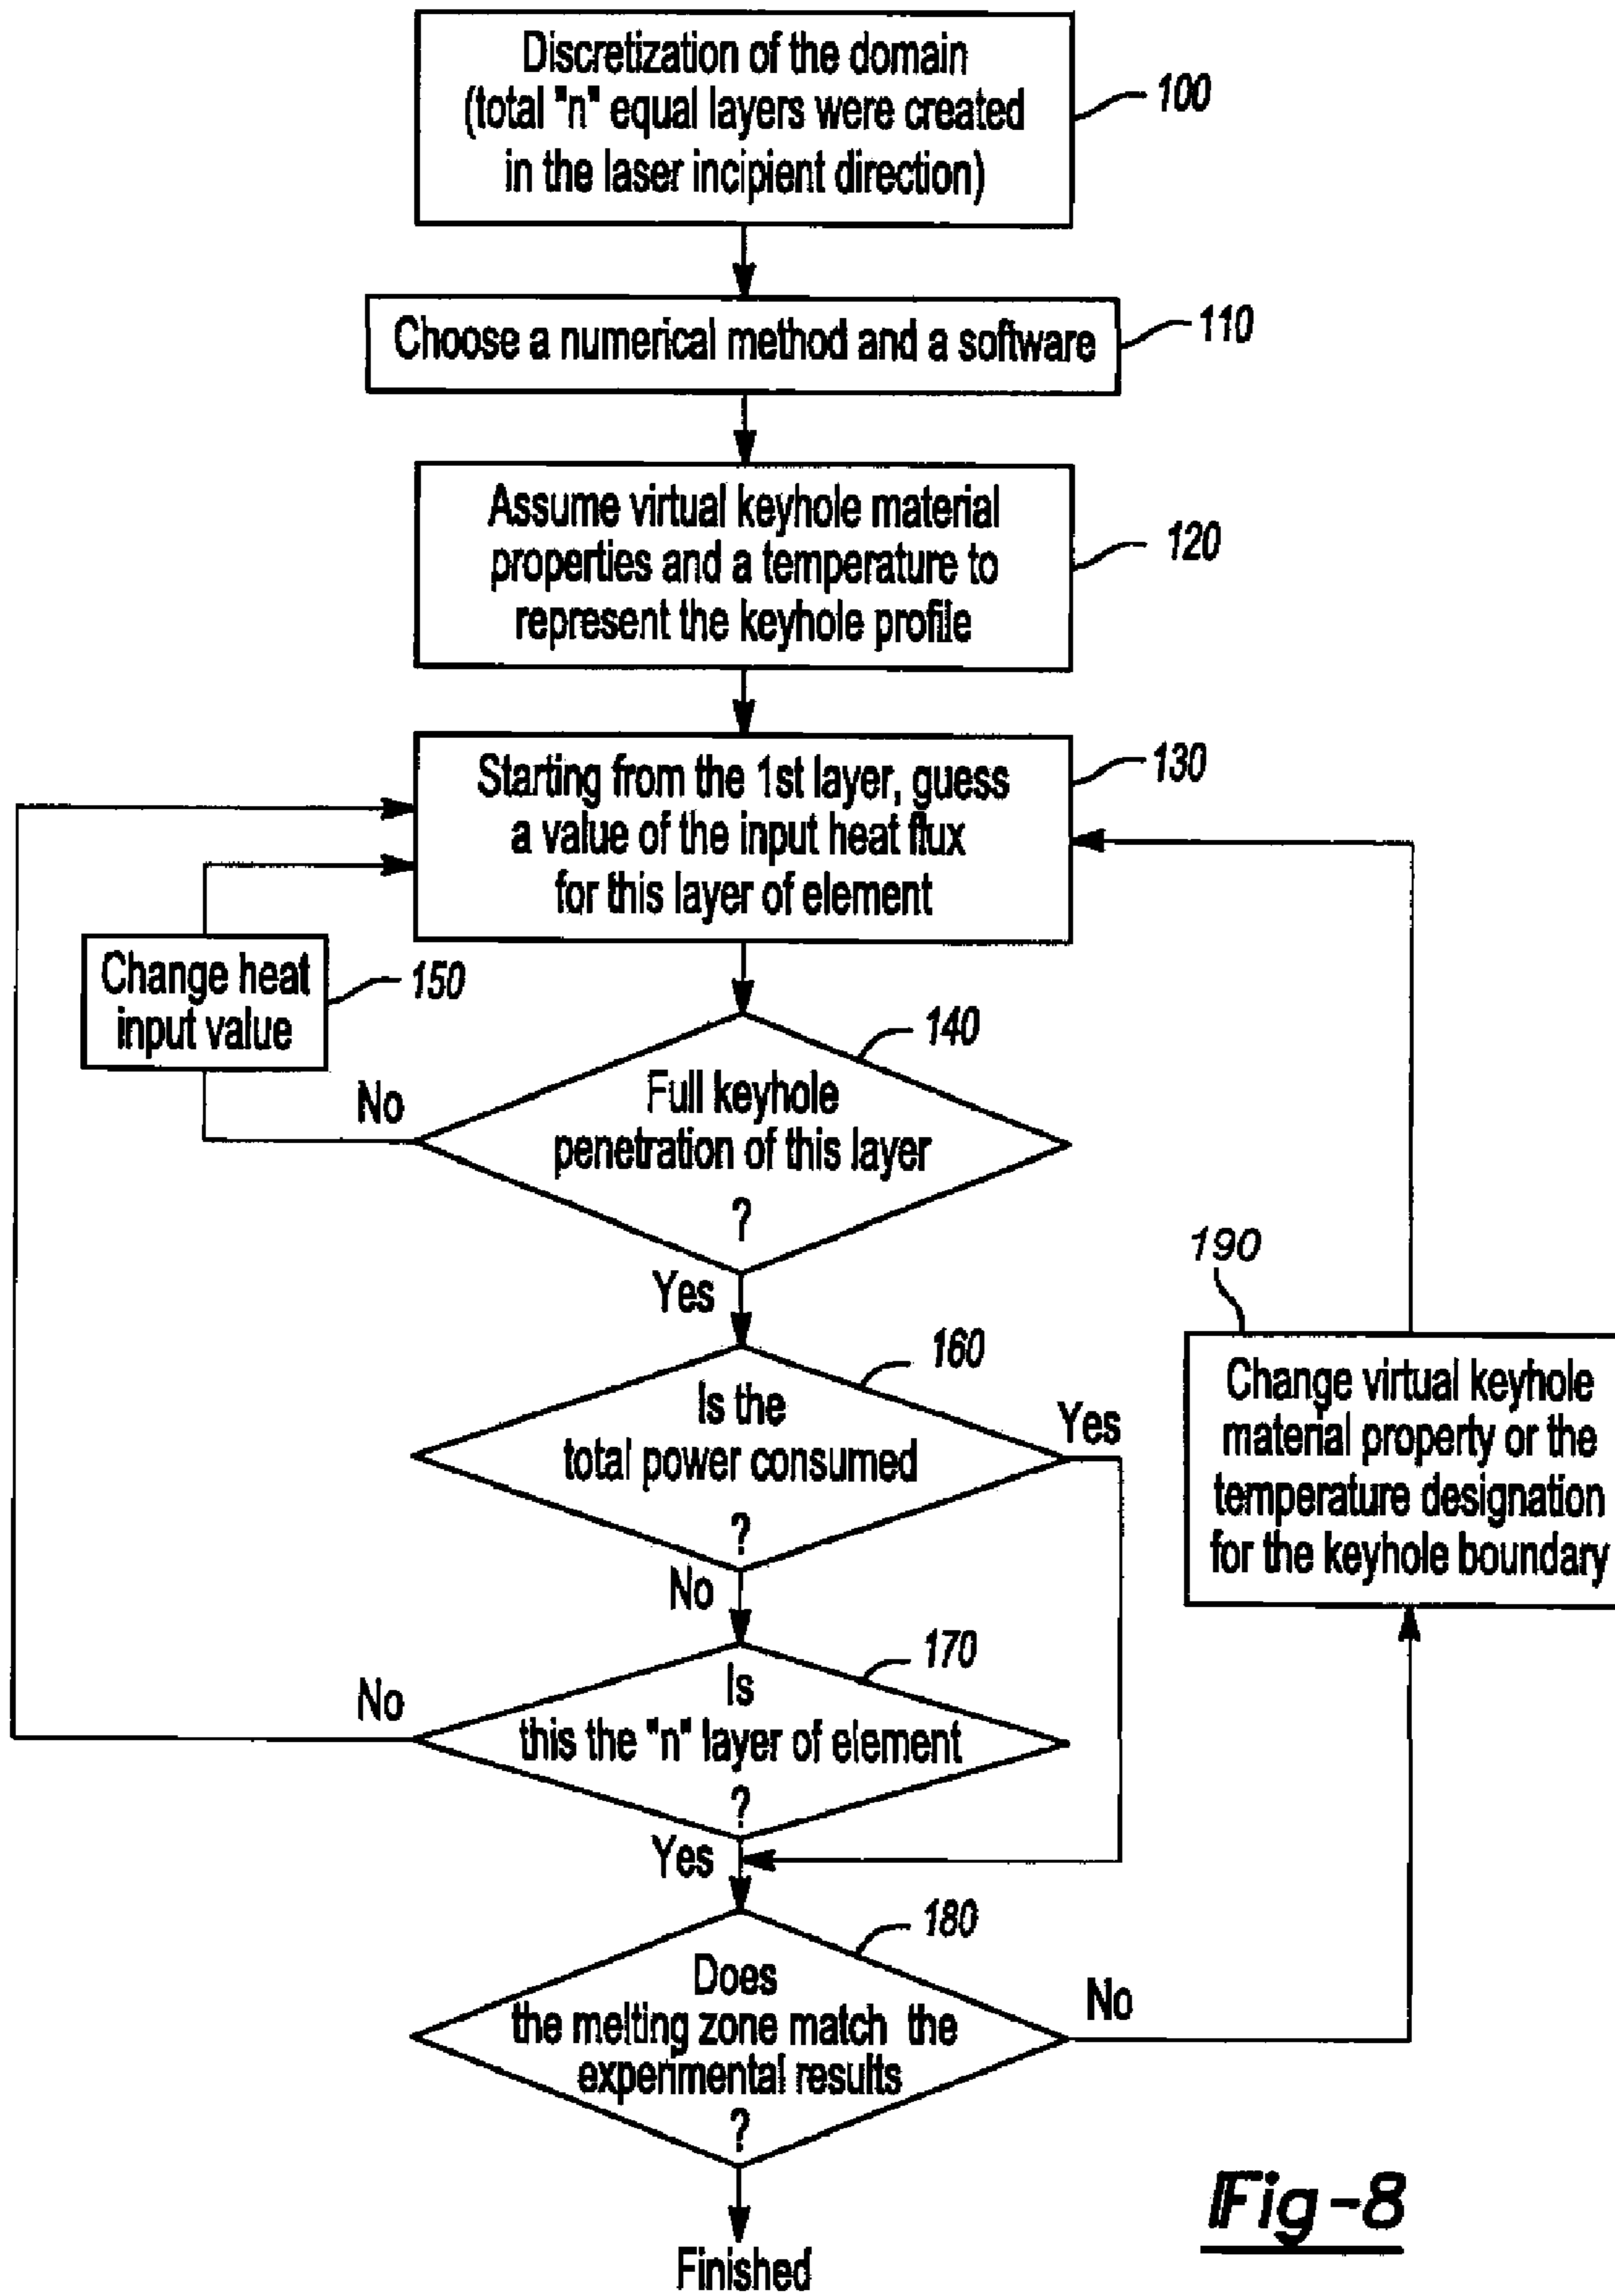 Discretization of the domain
(total "n" equal layers were created
in the laser incipient direction)
100
Choose a numerical method and a software
110
Assume virtual keyhole material
properties and a temperature to
represent the keyhole profile
120
Starting from the 1st layer, guess
a value of the input heat flux
for this layer of element
130
Change heat
input value
150
140
No
Full keyhole
penetration of this layer
?
Yes
160
Is the
total power consumed
?
Yes
No
190
Change virtual keyhole
material property or the
temperature designation
for the keyhole boundary
170
No
Is
this the "n" layer of element
?
Yes
180
Does
the melting zone match the
experimental results
?
No
Finished
Fig-8